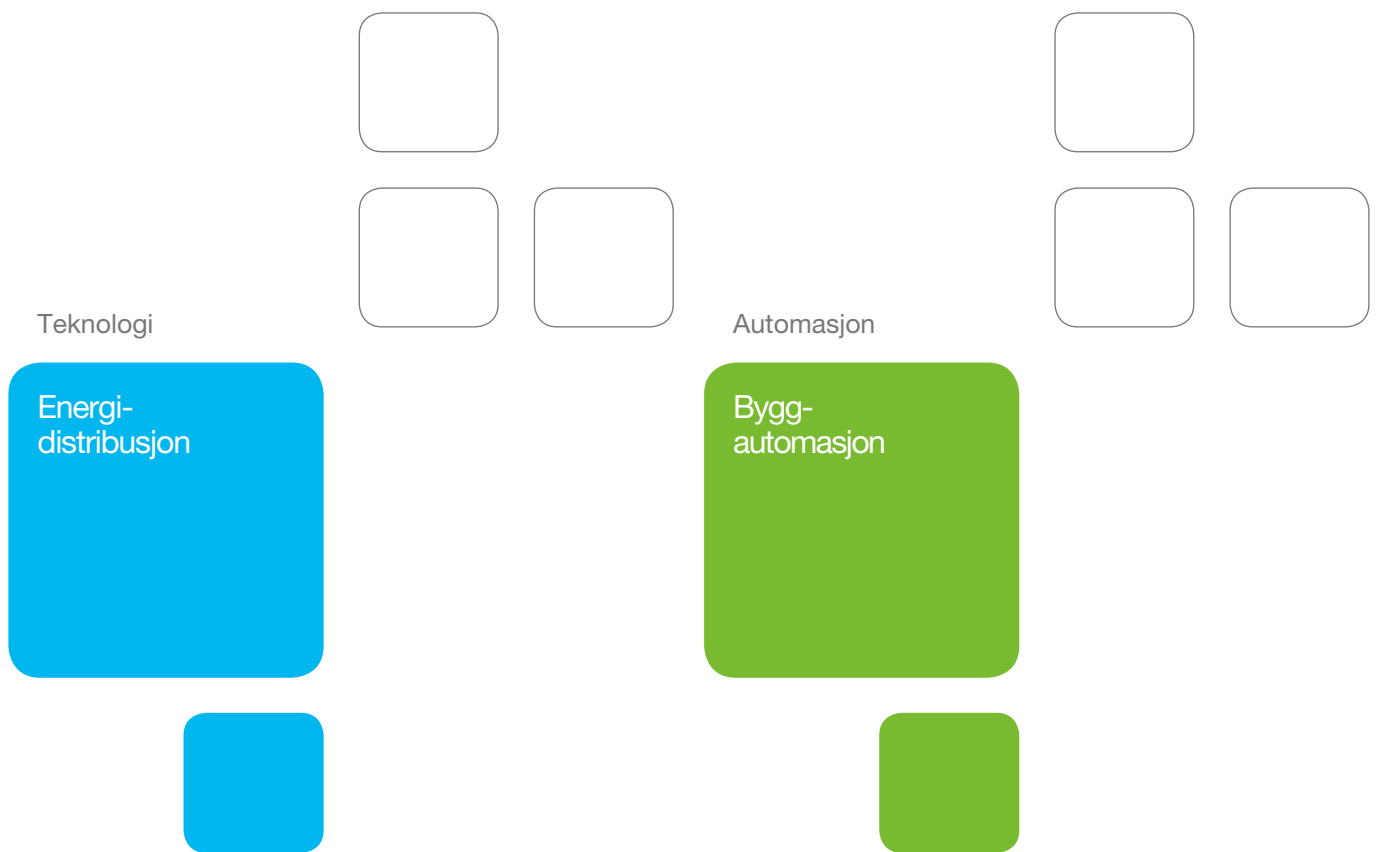 Teknologi
Energi-
distribusjon
Automasjon
Bygg-
automasjon